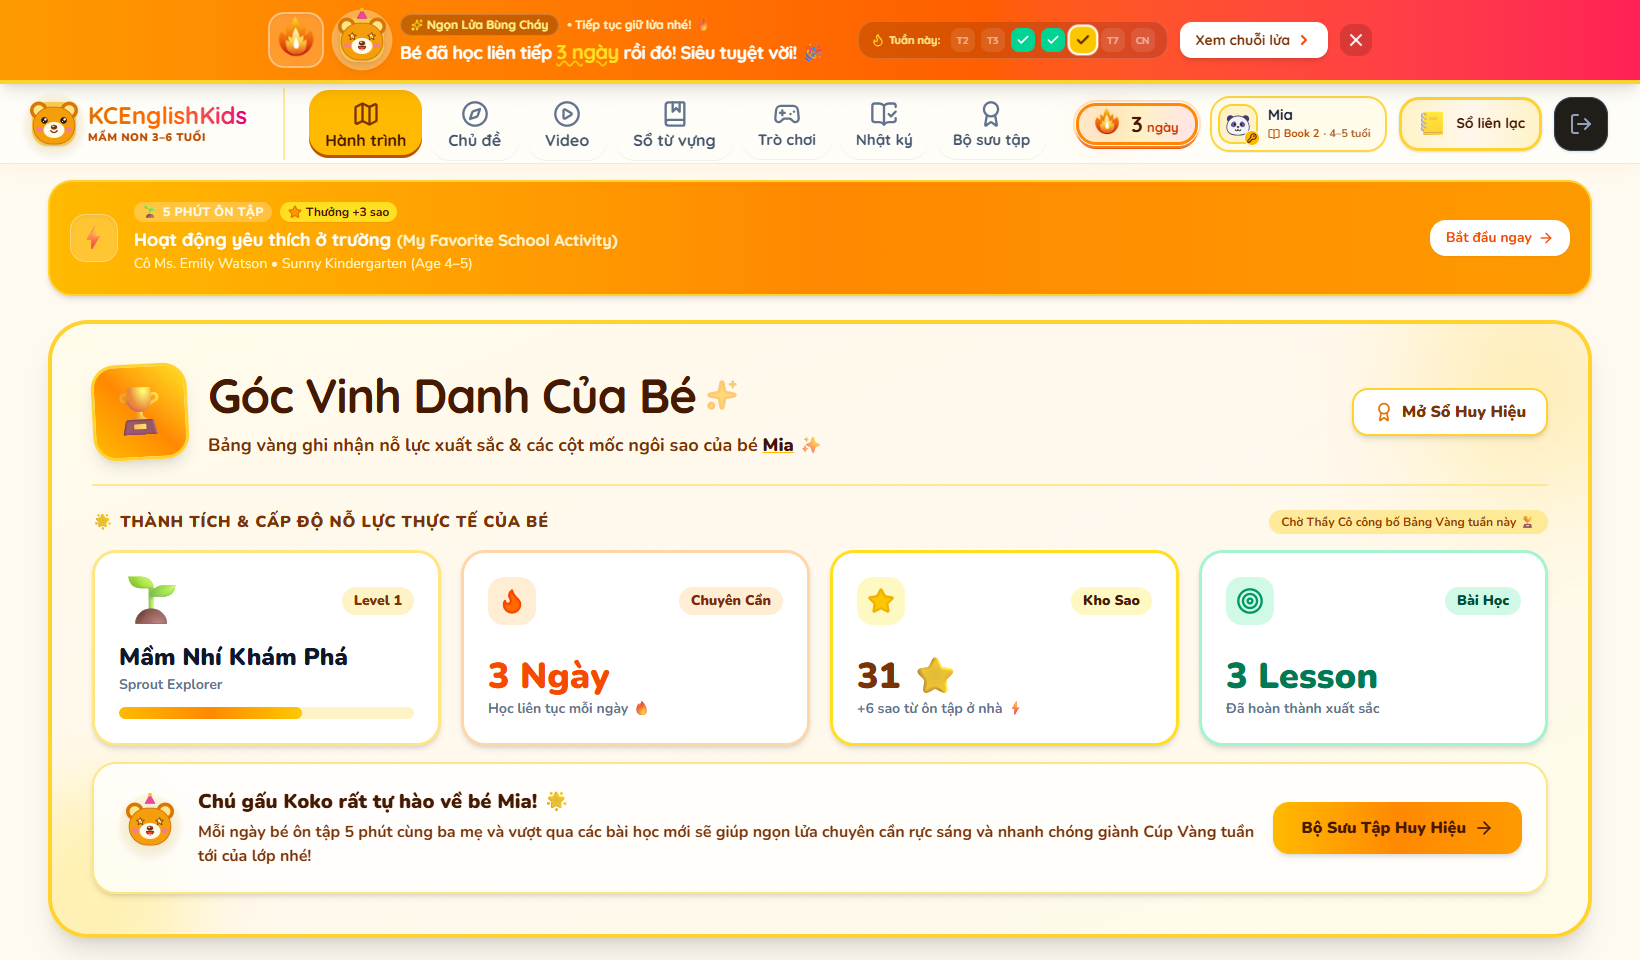 Ngọn Lửa Bùng Cháy • Tiếp tục giữ lửa nhé!
Bé đã học liên tiếp 3 ngày rồi đó! Siêu tuyệt vời!
Tuần này: T2 T3 T7 CN
Xem chuỗi lửa
KCEnglishKids
MẦM NON 3–6 TUỔI
Hành trình
Chủ đề
Video
Sổ từ vựng
Trò chơi
Nhật ký
Bộ sưu tập
3 ngày
Mia
Book 2 · 4–5 tuổi
Sổ liên lạc
5 PHÚT ÔN TẬP
Thưởng +3 sao
Hoạt động yêu thích ở trường (My Favorite School Activity)
Cô Ms. Emily Watson • Sunny Kindergarten (Age 4–5)
Bắt đầu ngay
Góc Vinh Danh Của Bé
Bảng vàng ghi nhận nỗ lực xuất sắc & các cột mốc ngôi sao của bé Mia
Mở Sổ Huy Hiệu
THÀNH TÍCH & CẤP ĐỘ NỖ LỰC THỰC TẾ CỦA BÉ
Chờ Thầy Cô công bố Bảng Vàng tuần này
Level 1
Mầm Nhí Khám Phá
Sprout Explorer
Chuyên Cần
3 Ngày
Học liên tục mỗi ngày
Kho Sao
31
+6 sao từ ôn tập ở nhà
Bài Học
3 Lesson
Đã hoàn thành xuất sắc
Chú gấu Koko rất tự hào về bé Mia!
Mỗi ngày bé ôn tập 5 phút cùng ba mẹ và vượt qua các bài học mới sẽ giúp ngọn lửa chuyên cần rực sáng và nhanh chóng giành Cúp Vàng tuần
tới của lớp nhé!
Bộ Sưu Tập Huy Hiệu